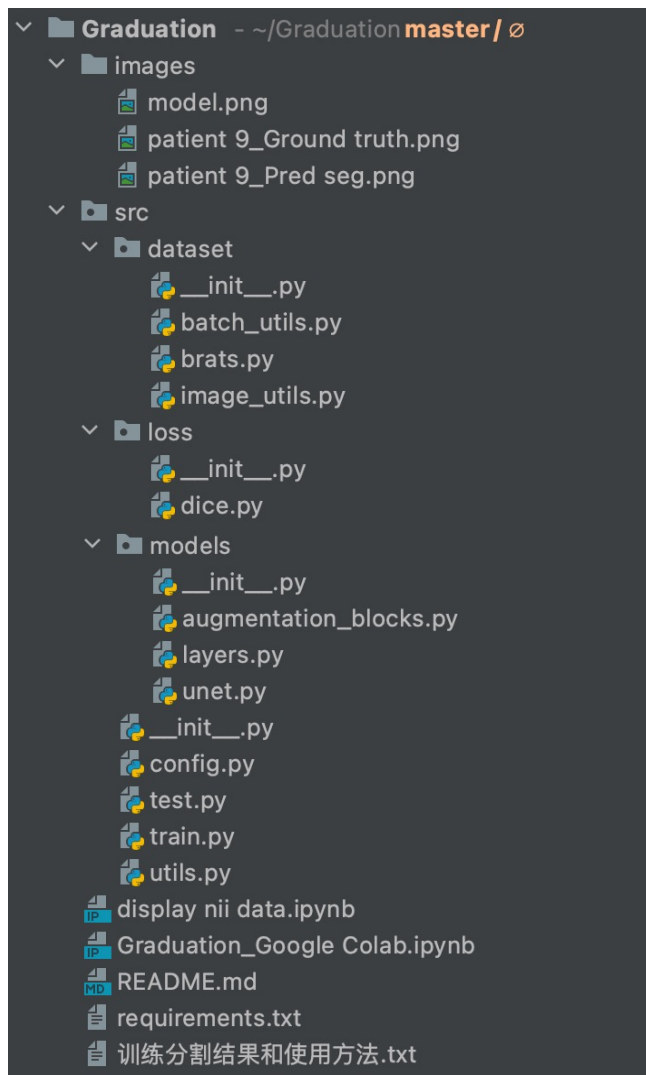 Graduation - ~/Graduation master / ∅
images
model.png
patient 9_Ground truth.png
patient 9_Pred seg.png
src
dataset
__init__.py
batch_utils.py
brats.py
image_utils.py
loss
__init__.py
dice.py
models
__init__.py
augmentation_blocks.py
layers.py
unet.py
__init__.py
config.py
test.py
train.py
utils.py
IP display nii data.ipynb
IP Graduation_Google Colab.ipynb
MD README.md
requirements.txt
训练分割结果和使用方法.txt